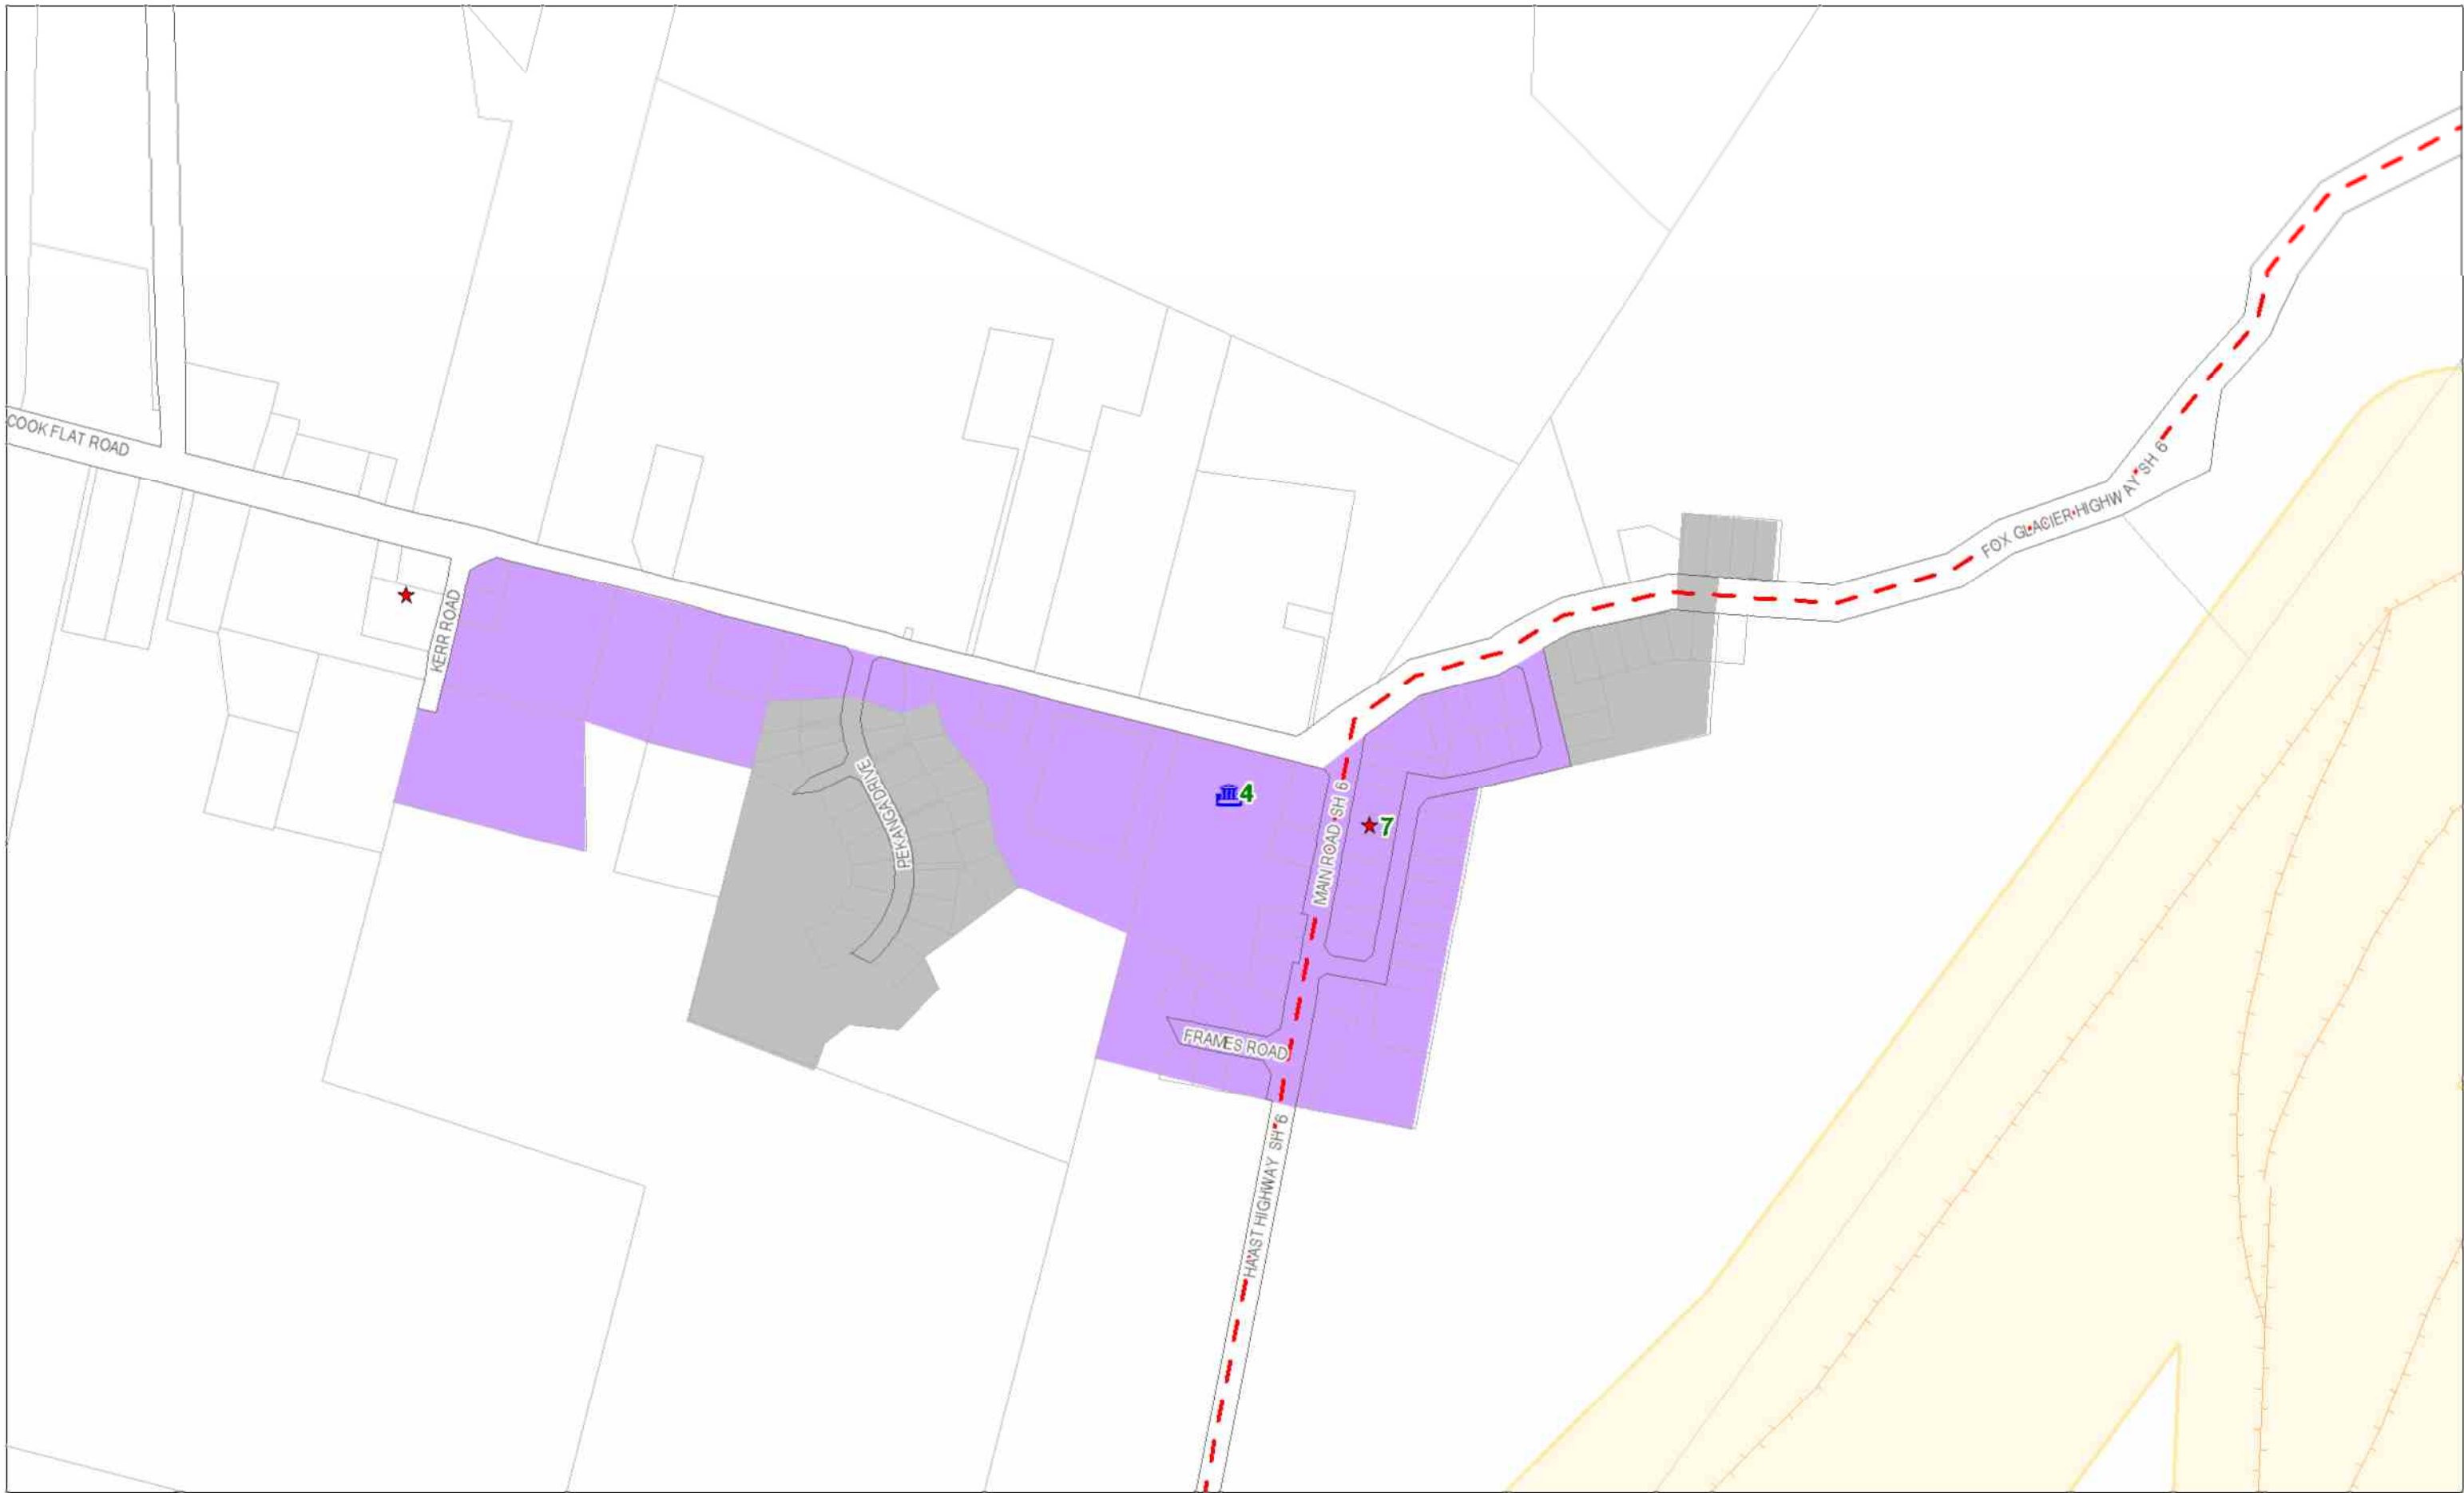 COOK FLAT ROAD
FOX GLACIER HIGHWAY SH 6
KERR ROAD
PEKANGA DRIVE
4
MAIN ROAD SH 6
7
FRAMES ROAD
HAAST HIGHWAY SH 6